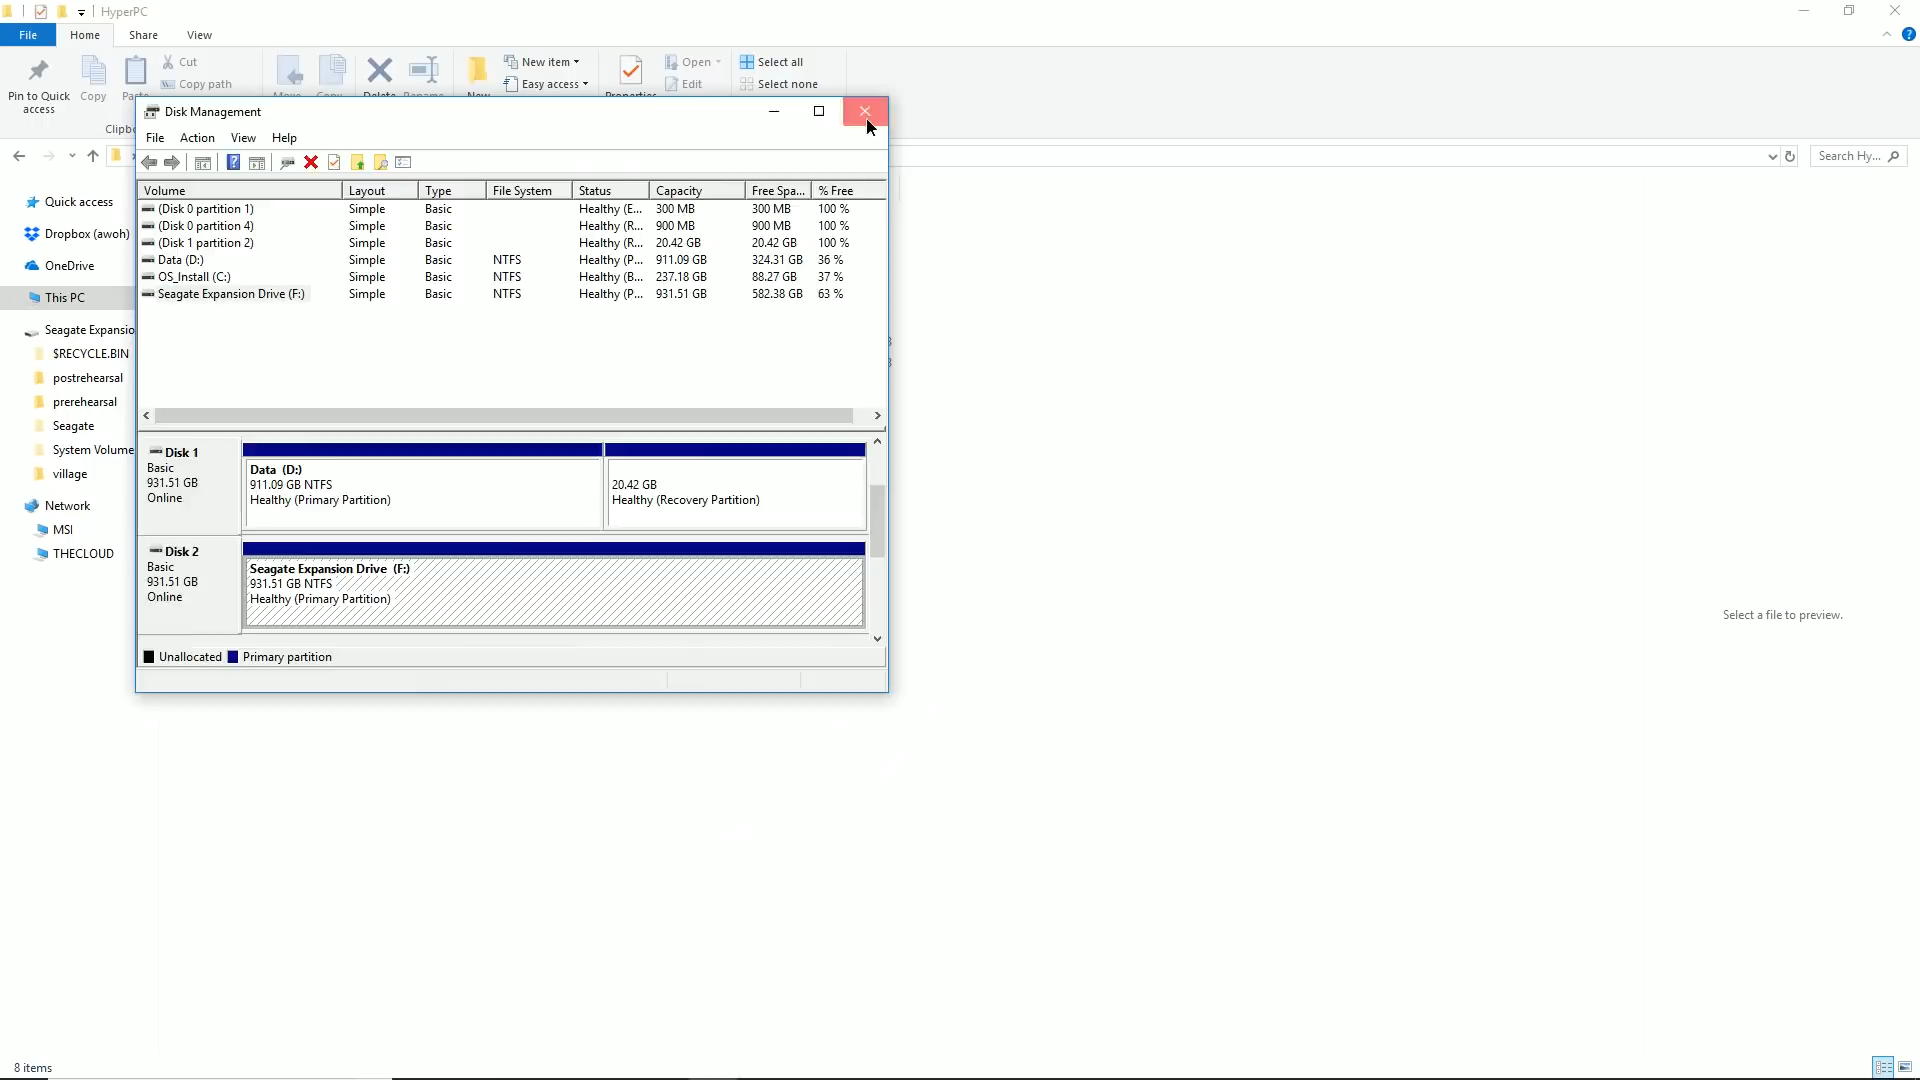 HyperPC
File Home Share View
Pin to Quick access
Copy
Cut
Copy path
New item
Easy access
Open
Edit
Select all
Select none
Disk Management
File Action View Help
Search Hy...
Volume Layout Type File System Status Capacity Free Spa... % Free
(Disk 0 partition 1) Simple Basic Healthy (E... 300 MB 300 MB 100 %
(Disk 0 partition 4) Simple Basic Healthy (R... 900 MB 900 MB 100 %
(Disk 1 partition 2) Simple Basic Healthy (R... 20.42 GB 20.42 GB 100 %
Data (D:) Simple Basic NTFS Healthy (P... 911.09 GB 324.31 GB 36 %
OS_Install (C:) Simple Basic NTFS Healthy (B... 237.18 GB 88.27 GB 37 %
Seagate Expansion Drive (F:) Simple Basic NTFS Healthy (P... 931.51 GB 582.38 GB 63 %
Quick access
Dropbox (awoh)
OneDrive
This PC
Seagate Expansio
$RECYCLE.BIN
postrehearsal
prerehearsal
Seagate
System Volume
village
Network
MSI
THECLOUD
Disk 1
Basic
931.51 GB
Online
Data (D:)
911.09 GB NTFS
Healthy (Primary Partition)
20.42 GB
Healthy (Recovery Partition)
Disk 2
Basic
931.51 GB
Online
Seagate Expansion Drive (F:)
931.51 GB NTFS
Healthy (Primary Partition)
Unallocated Primary partition
Select a file to preview.
8 items